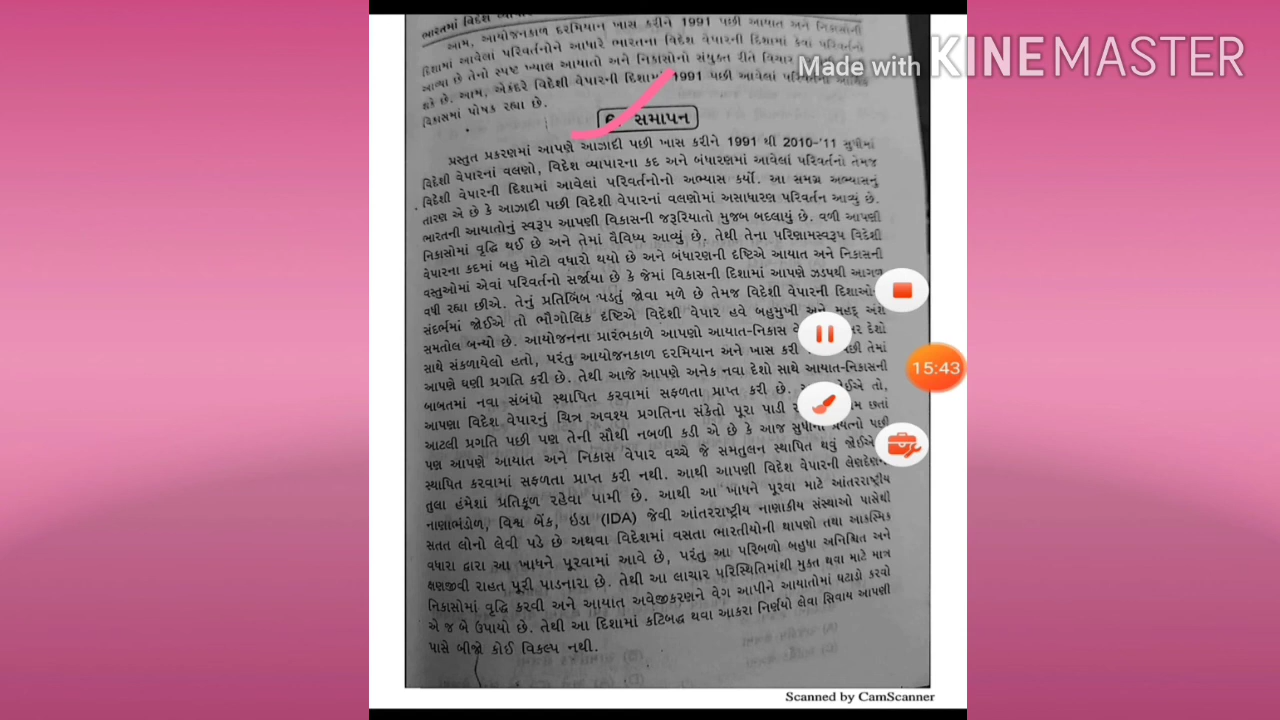 ભારતમાં વિદેશ
આમ, આયોજનકાળ દરમિયાન ખાસ કરીને 1991 પછી આયાત અને નિકાસોની
દિશામાં આવેલાં પરિવર્તનોને આધારે ભારતના વિદેશ વેપારની દિશામાં કેવાં પરિવર્તનો
આવ્યા છે તેનો સ્પષ્ટ ખ્યાલ આયાતો અને નિકાસોનો સંયુક્ત રીતે વિચાર
શકે છે. આમ, એકંદરે વિદેશી વેપારની દિશામાં 1991 પછી આવેલાં પરિવર્તનો આર્થિક
વિકાસમાં પોષક રહ્યા છે.
Made with KINEMASTER
6. સમાપન
પ્રસ્તુત પ્રકરણમાં આપણે આઝાદી પછી ખાસ કરીને 1991 થી 2010-'11 સુધીમાં
વિદેશી વેપારનાં વલણો, વિદેશ વ્યાપારના કદ અને બંધારણમાં આવેલાં પરિવર્તનો તેમજ
વિદેશી વેપારની દિશામાં આવેલાં પરિવર્તનોનો અભ્યાસ કર્યો. આ સમગ્ર અભ્યાસનું
તારણ એ છે કે આઝાદી પછી વિદેશી વેપારનાં વલણોમાં અસાધારણ પરિવર્તન આવ્યું છે.
ભારતની આયાતોનું સ્વરૂપ આપણી વિકાસની જરૂરિયાતો મુજબ બદલાયું છે. વળી આપણી
નિકાસોમાં વૃદ્ધિ થઈ છે અને તેમાં વૈવિધ્ય આવ્યું છે. તેથી તેના પરિણામસ્વરૂપ વિદેશી
વેપારના કદમાં બહુ મોટો વધારો થયો છે અને બંધારણની દૃષ્ટિએ આયાત અને નિકાસની
વસ્તુઓમાં એવાં પરિવર્તનો સર્જાયા છે કે જેમાં વિકાસની દિશામાં આપણે ઝડપથી આગળ
વધી રહ્યા છીએ. તેનું પ્રતિબિંબ પડતું જોવા મળે છે તેમજ વિદેશી વેપારની દિશાઓના
સંદર્ભમાં જોઈએ તો ભૌગોલિક દૃષ્ટિએ વિદેશી વેપાર હવે બહુમુખી અને મહદ્ અંશે
સમતોલ બન્યો છે. આયોજનના પ્રારંભકાળે આપણો આયાત-નિકાસ દેશો
સાથે સંકળાયેલો હતો, પરંતુ આયોજનકાળ દરમિયાન અને ખાસ કરી પછી તેમાં
આપણે ઘણી પ્રગતિ કરી છે. તેથી આજે આપણે અનેક નવા દેશો સાથે આયાત-નિકાસની
બાબતમાં નવા સંબંધો સ્થાપિત કરવામાં સફળતા પ્રાપ્ત કરી છે. જોઈએ તો,
આપણા વિદેશ વેપારનું ચિત્ર અવશ્ય પ્રગતિના સંકેતો પૂરા પાડી છતાં
આટલી પ્રગતિ પછી પણ તેની સૌથી નબળી કડી એ છે કે આજ સુધીના પ્રયત્નો પછી
પણ આપણે આયાત અને નિકાસ વેપાર વચ્ચે જે સમતુલન સ્થાપિત થવું જોઈએ
સ્થાપિત કરવામાં સફળતા પ્રાપ્ત કરી નથી. આથી આપણી વિદેશ વેપારની લેણદેણની
તુલા હંમેશાં પ્રતિકૂળ રહેવા પામી છે. આથી આ ખાધને પૂરવા માટે આંતરરાષ્ટ્રીય
નાણાભંડોળ, વિશ્વ બેંક, ઇડા (IDA) જેવી આંતરરાષ્ટ્રીય નાણાકીય સંસ્થાઓ પાસેથી
સતત લોનો લેવી પડે છે અથવા વિદેશમાં વસતા ભારતીયોની થાપણો તથા આકસ્મિક
વધારા દ્વારા આ ખાધને પૂરવામાં આવે છે, પરંતુ આ પરિબળો બહુધા અનિશ્ચિત અને
ક્ષણજીવી રાહત પૂરી પાડનારા છે. તેથી આ લાચાર પરિસ્થિતિમાંથી મુક્ત થવા માટે માત્ર
નિકાસોમાં વૃદ્ધિ કરવી અને આયાત અવેજીકરણને વેગ આપીને આયાતોમાં ઘટાડો કરવો
એ જ બે ઉપાયો છે. તેથી આ દિશામાં કટિબદ્ધ થવા આકરા નિર્ણયો લેવા સિવાય આપણી
પાસે બીજો કોઈ વિકલ્પ નથી.
15:43
Scanned by CamScanner